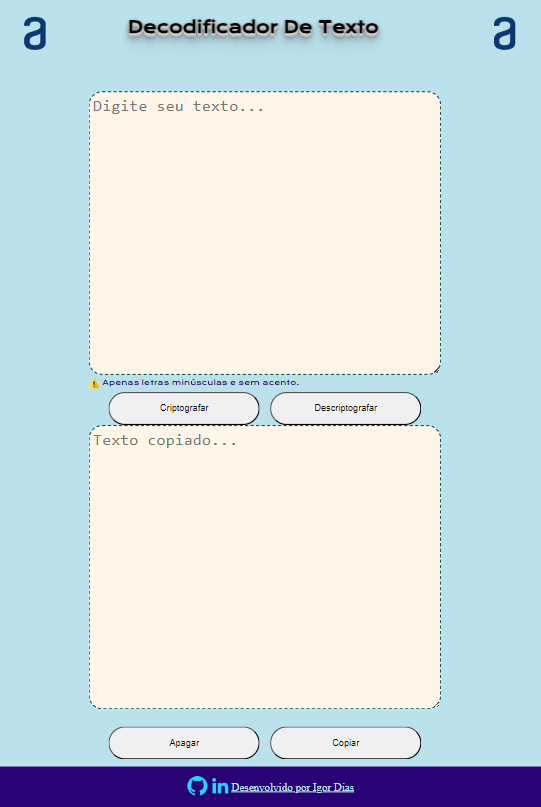 a Decodificador De Texto a
Digite seu texto...
Apenas letras minúsculas e sem acento.
Criptografar Descriptografar
Texto copiado...
Apagar Copiar
in Desenvolvido por Igor Dias